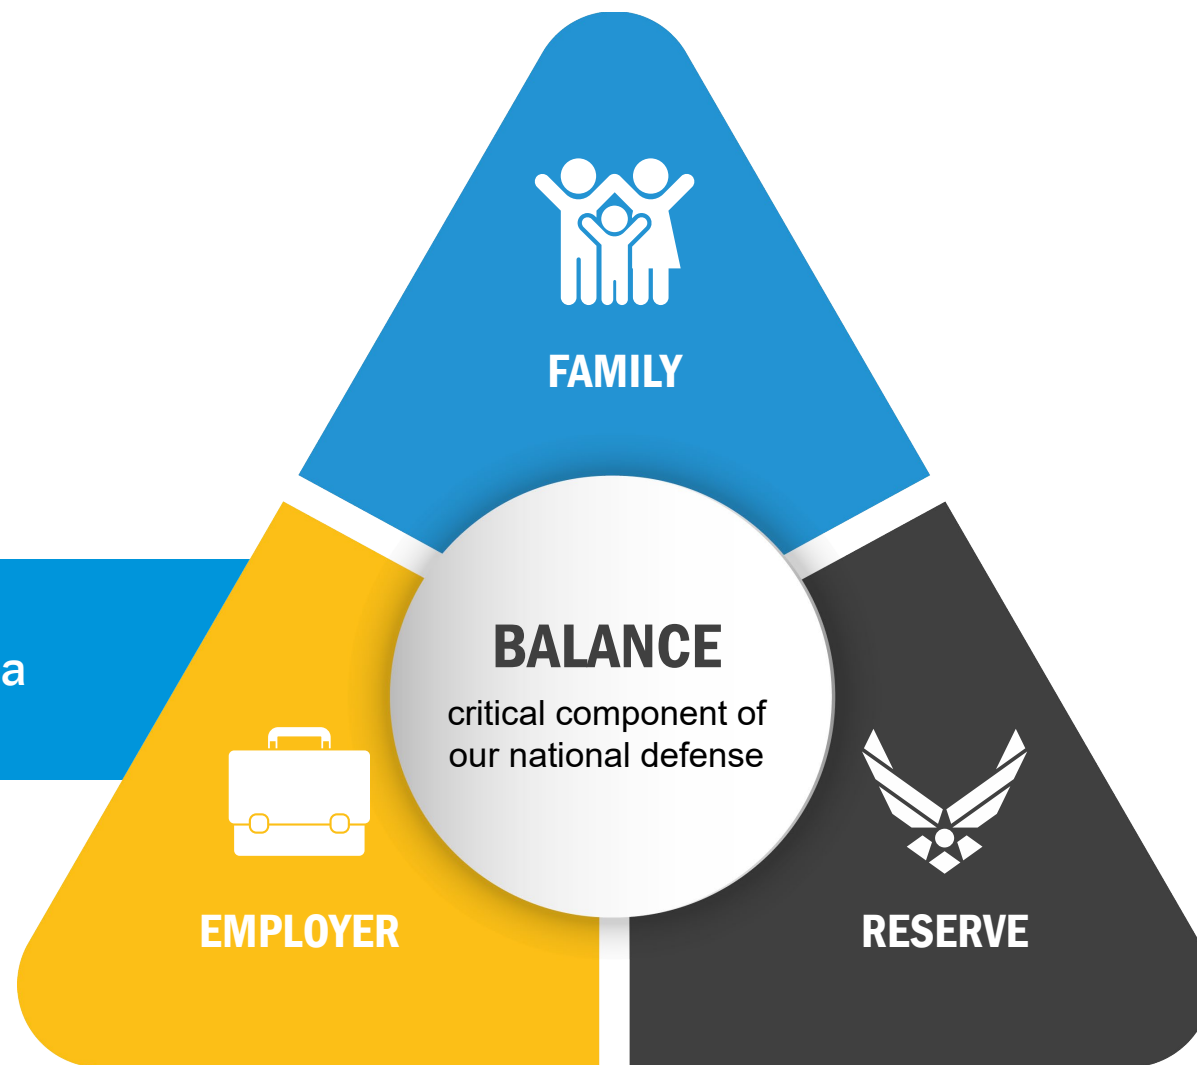 FAMILY
BALANCE
critical component of
our national defense
a
EMPLOYER
RESERVE